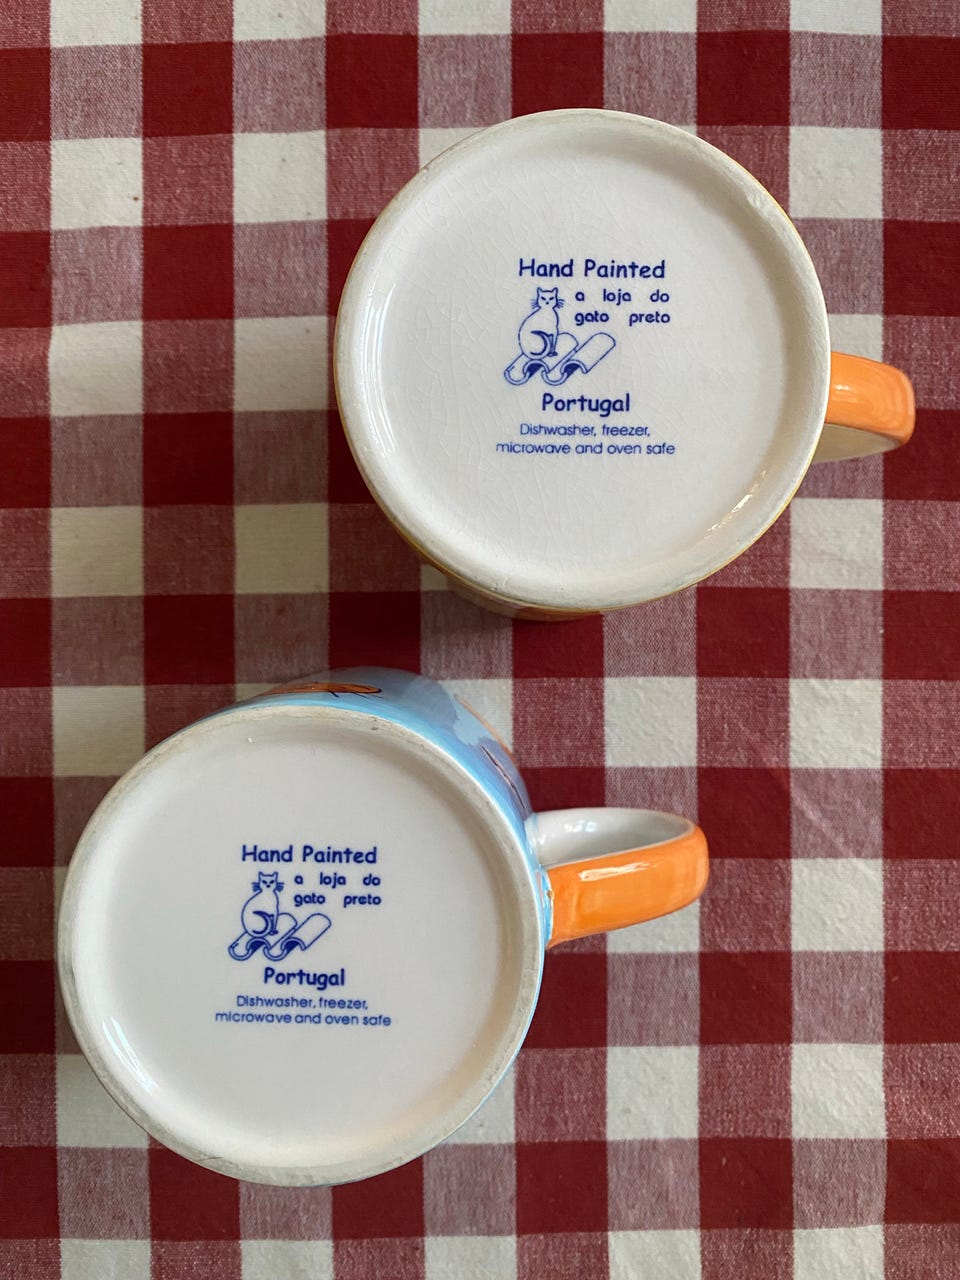 Hand Painted
a loja do
gato preto
Portugal
Dishwasher, freezer,
microwave and oven safe
Hand Painted
a loja do
gato preto
Portugal
Dishwasher, freezer,
microwave and oven safe